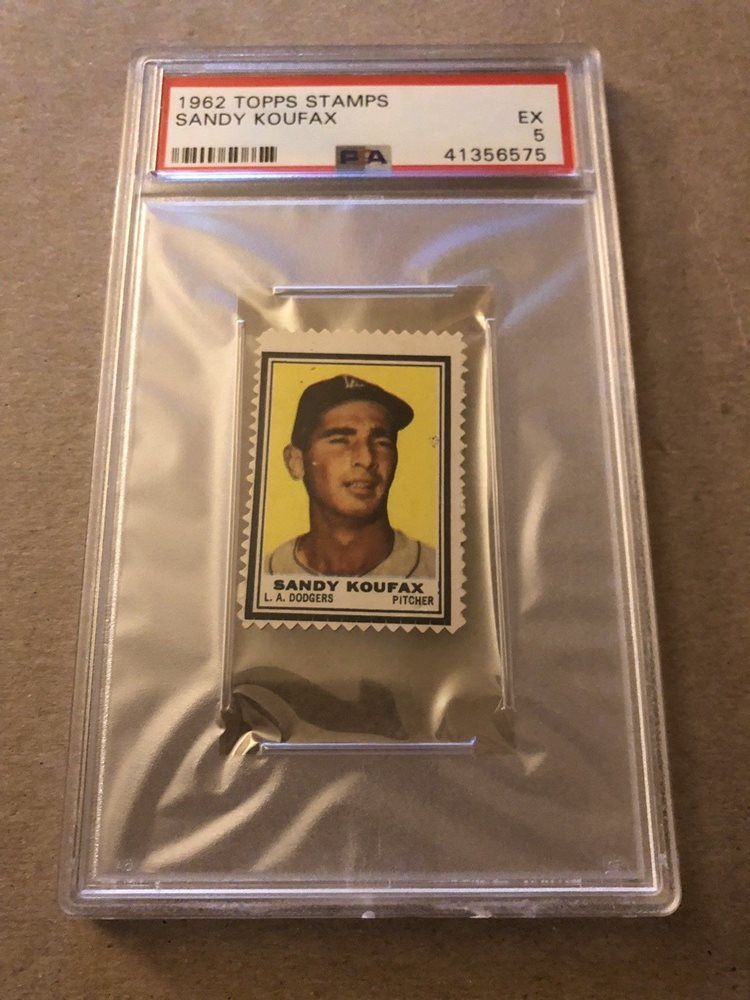 1962 TOPPS STAMPS
SANDY KOUFAX
EX
5
PSA
41356575
SANDY KOUFAX
L. A. DODGERS PITCHER